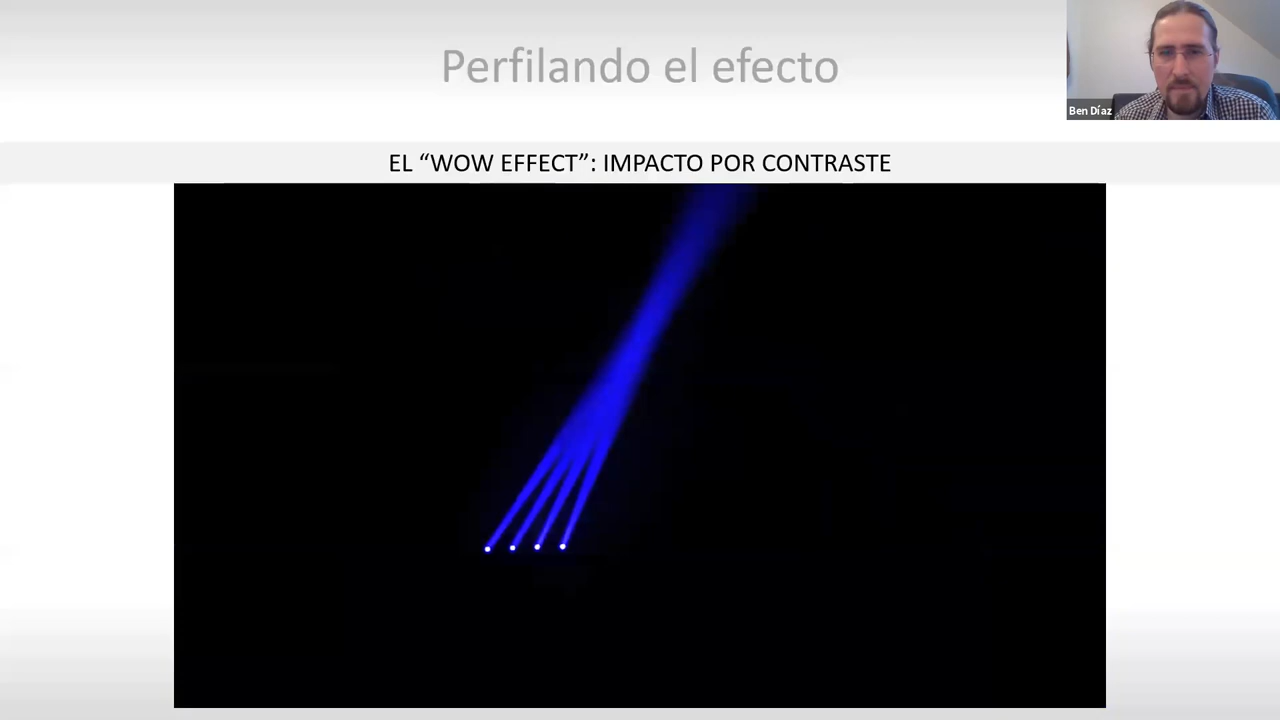 Perfilando el efecto
Ben Díaz
EL “WOW EFFECT”: IMPACTO POR CONTRASTE